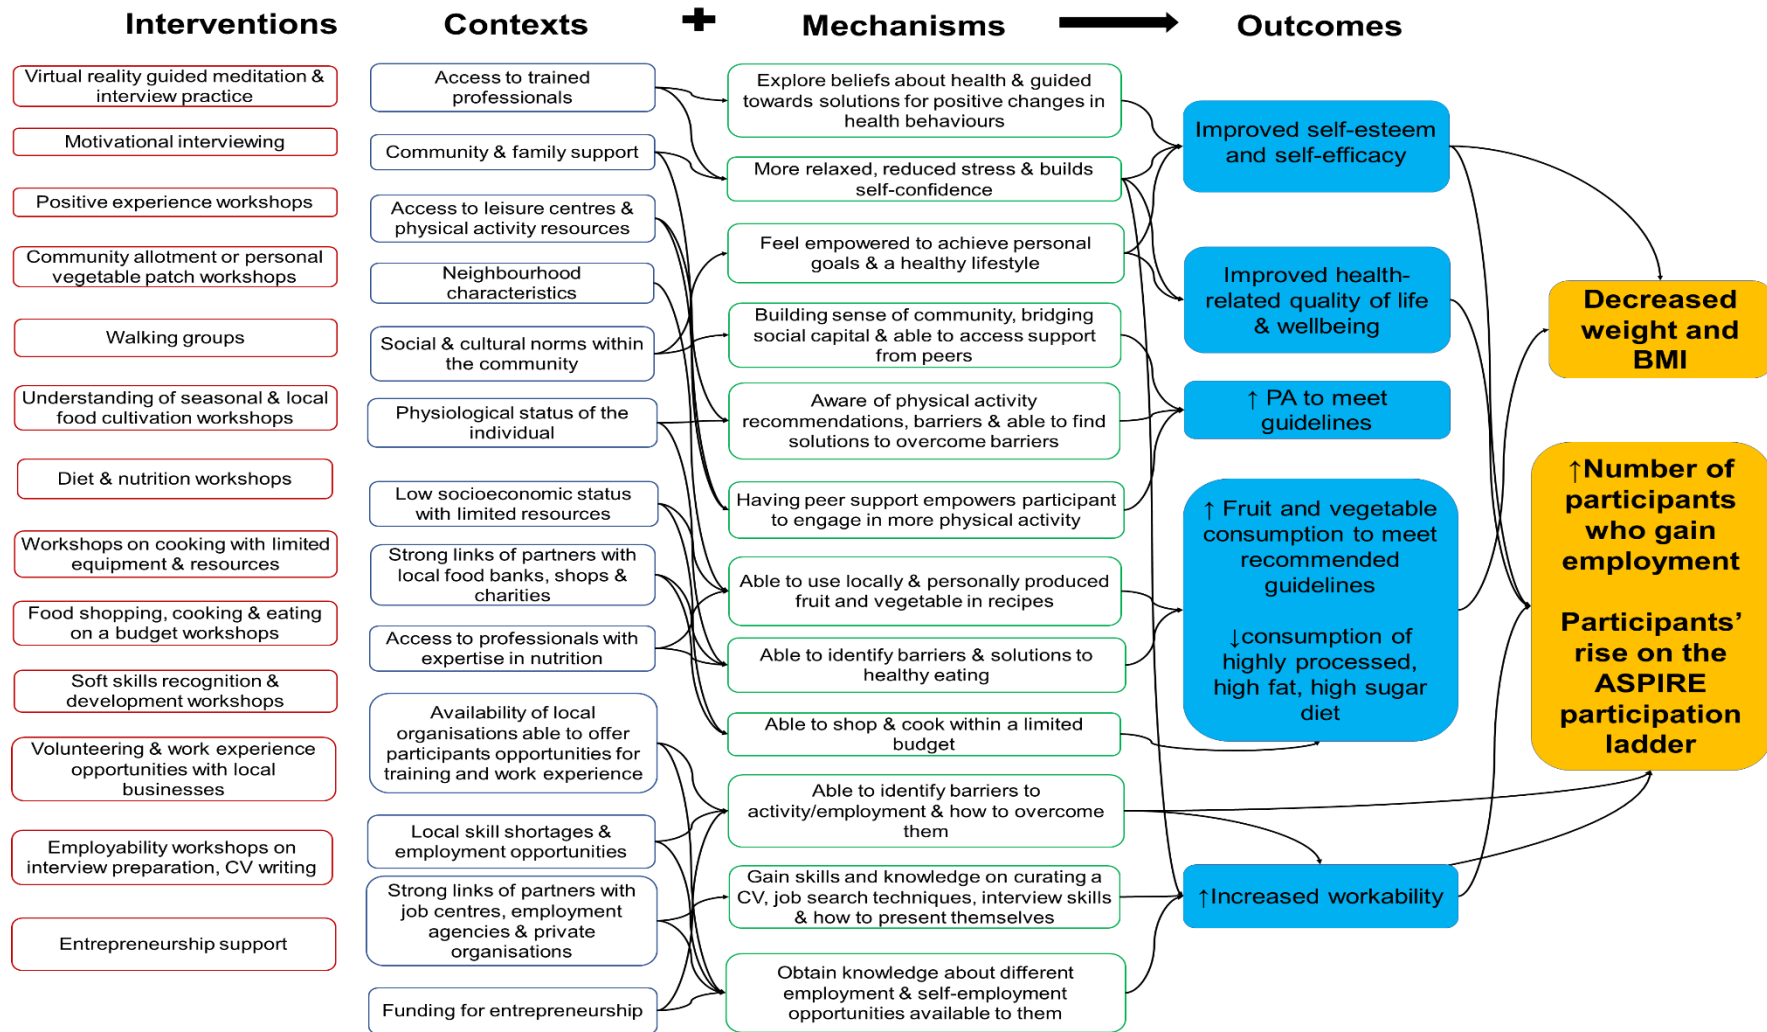 Interventions
Contexts
+
Mechanisms
Outcomes
Virtual reality guided meditation &
interview practice
Motivational interviewing
Positive experience workshops
Community allotment or personal
vegetable patch workshops
Walking groups
Understanding of seasonal & local
food cultivation workshops
Diet & nutrition workshops
Workshops on cooking with limited
equipment & resources
Food shopping, cooking & eating
on a budget workshops
Soft skills recognition &
development workshops
Volunteering & work experience
opportunities with local
businesses
Employability workshops on
interview preparation, CV writing
Entrepreneurship support
Access to trained
professionals
Community & family support
Access to leisure centres &
physical activity resources
Neighbourhood
characteristics
Social & cultural norms within
the community
Physiological status of the
individual
Low socioeconomic status
with limited resources
Strong links of partners with
local food banks, shops &
charities
Access to professionals with
expertise in nutrition
Availability of local
organisations able to offer
participants opportunities for
training and work experience
Local skill shortages &
employment opportunities
Strong links of partners with
job centres, employment
agencies & private
organisations
Funding for entrepreneurship
Explore beliefs about health & guided
towards solutions for positive changes in
health behaviours
More relaxed, reduced stress & builds
self-confidence
Feel empowered to achieve personal
goals & a healthy lifestyle
Building sense of community, bridging
social capital & able to access support
from peers
Aware of physical activity
recommendations, barriers & able to find
solutions to overcome barriers
Having peer support empowers participant
to engage in more physical activity
Able to use locally & personally produced
fruit and vegetable in recipes
Able to identify barriers & solutions to
healthy eating
Able to shop & cook within a limited
budget
Able to identify barriers to
activity/employment & how to overcome
them
Gain skills and knowledge on curating a
CV, job search techniques, interview skills
& how to present themselves
Obtain knowledge about different
employment & self-employment
opportunities available to them
Improved self-esteem
and self-efficacy
Improved health-
related quality of life
& wellbeing
↑ PA to meet
guidelines
↑ Fruit and vegetable
consumption to meet
recommended
guidelines
↓consumption of
highly processed,
high fat, high sugar
diet
↑Increased workability
Decreased
weight and
BMI
↑Number of
participants
who gain
employment
Participants’
rise on the
ASPIRE
participation
ladder